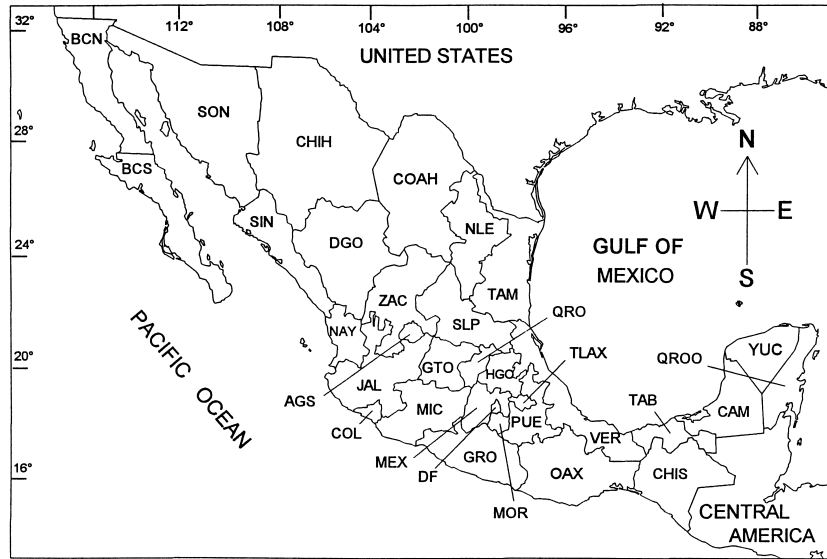 32°
112°
108°
104°
100°
96°
92°
88°
BCN
UNITED STATES
SON
28°
CHIH
N
BCS
COAH
SIN
NLE
W
E
DGO
GULF OF
24°
MEXICO
S
ZAC
TAM
PACIFIC OCEAN
NAY
SLP
QRO
TLAX
QROO
YUC
20°
GTO
HGO
JAL
AGS
TAB
CAM
MIC
COL
PUE
VER
MEX
GRO
DF
OAX
CHIS
16°
MOR
CENTRAL
AMERICA